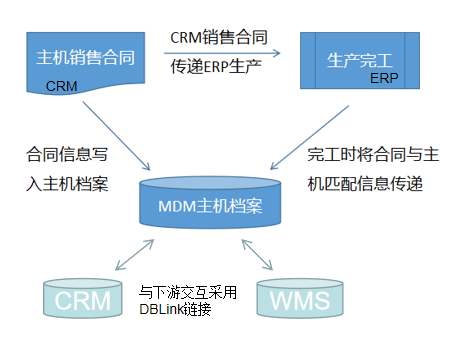 CRM销售合同
传递ERP生产
主机销售合同
CRM
生产完工
ERP
合同信息写
入主机档案
完工时将合同与主
机匹配信息传递
MDM主机档案
CRM
与下游交互采用
DBLink链接
WMS